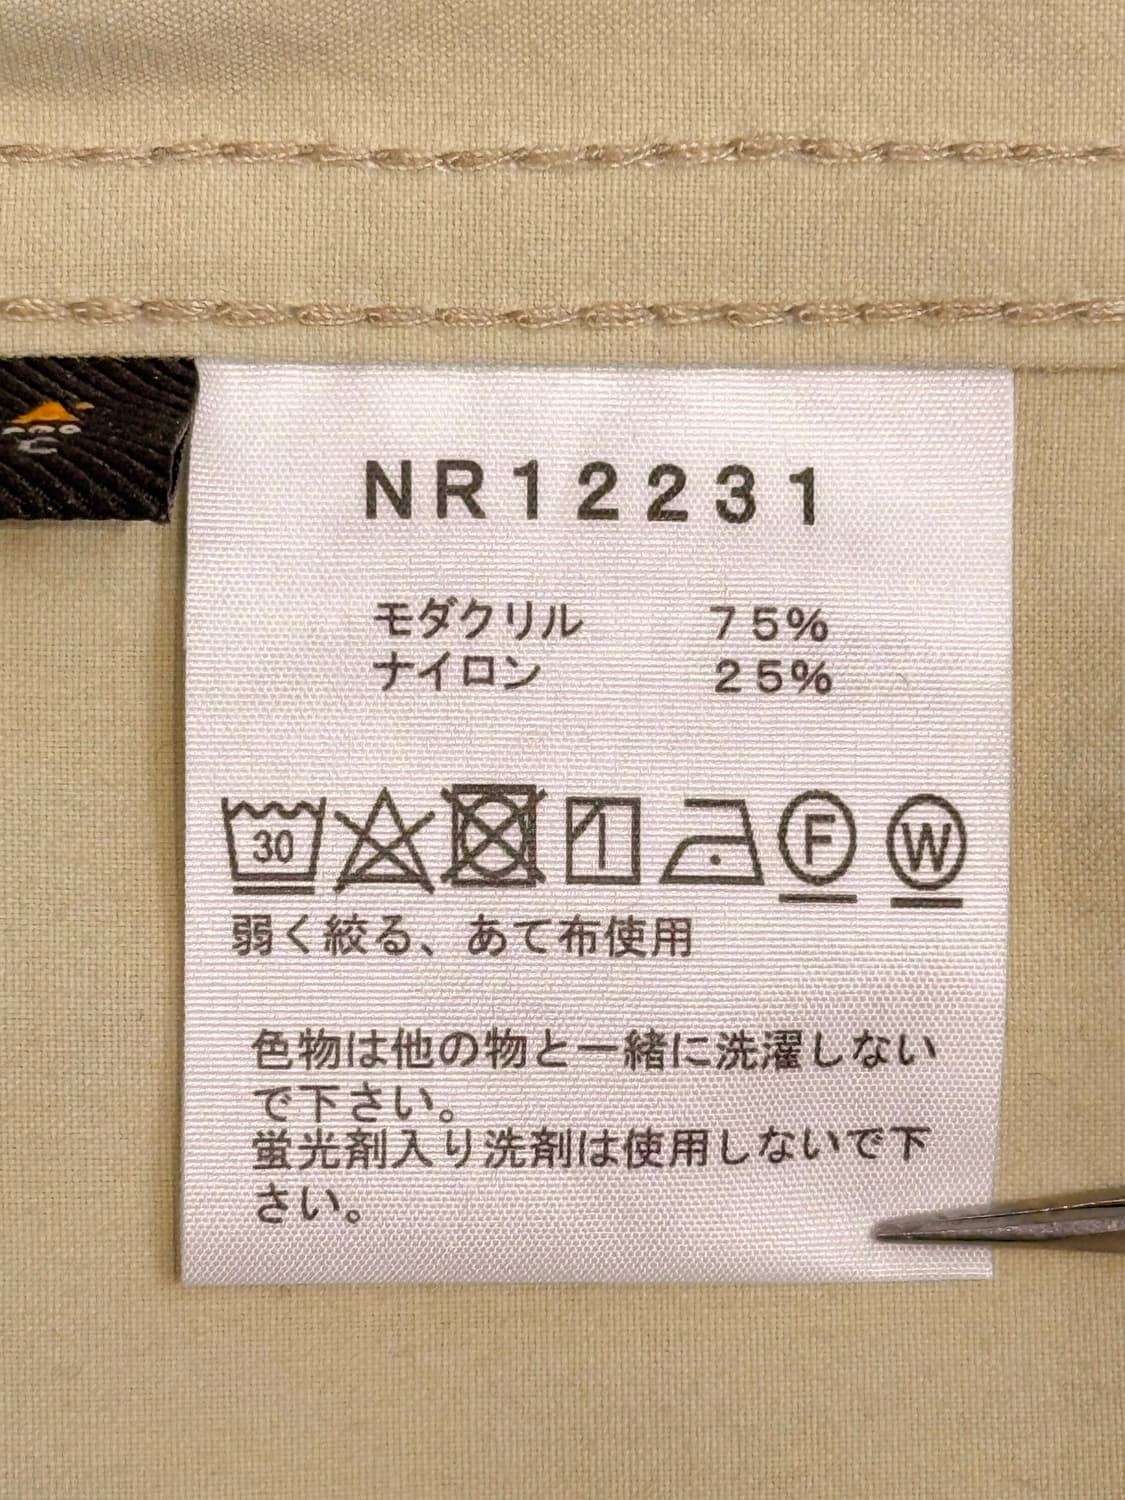 NR12231
モダクリル 75%
ナイロン 25%
30 F W
弱く絞る、あて布使用
色物は他の物と一緒に洗濯しない
で下さい。
蛍光剤入り洗剤は使用しないで下
さい。